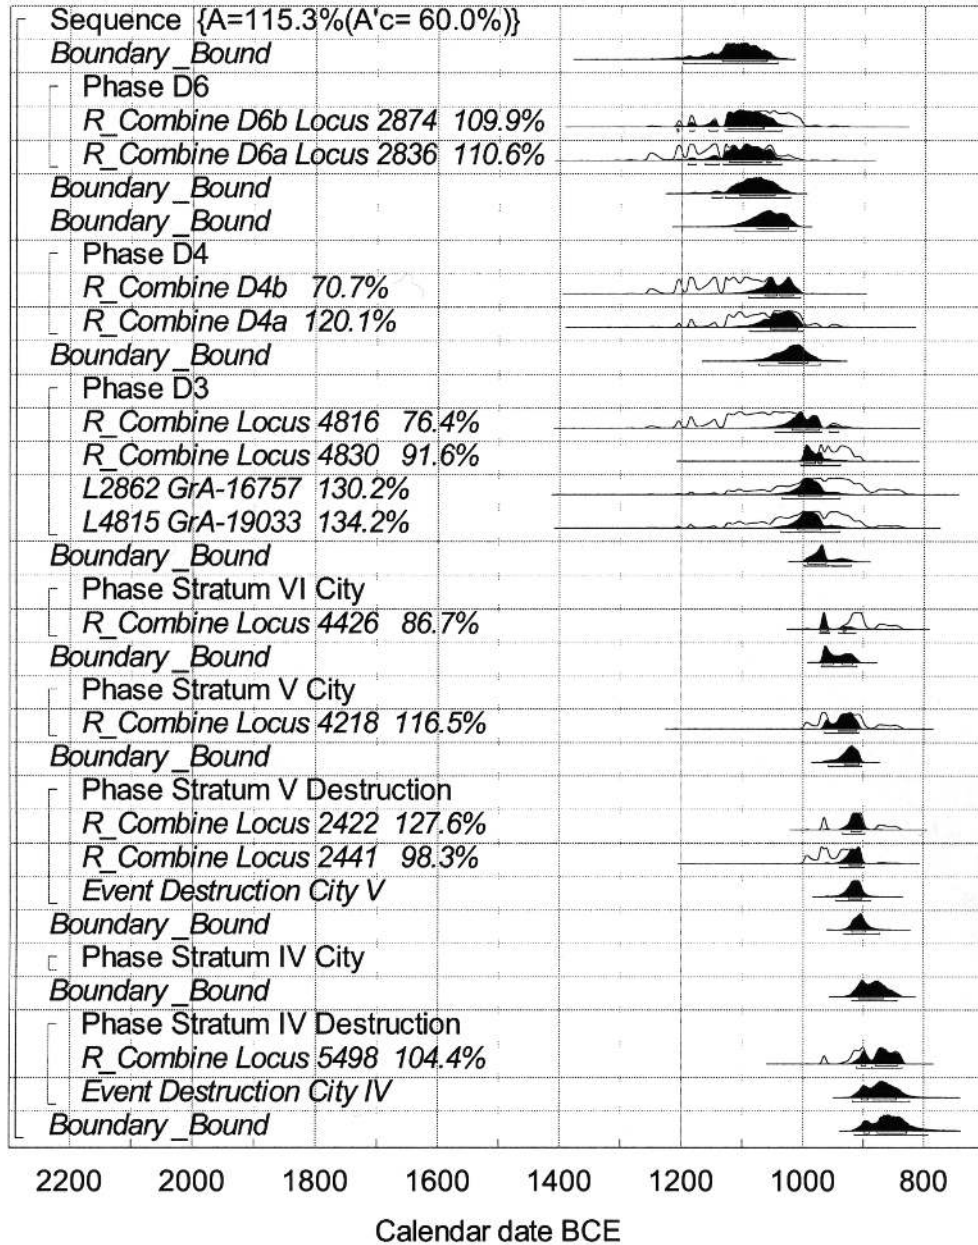 Sequence {A=115.3%(A'c= 60.0%)}
Boundary _Bound
Phase D6
R_Combine D6b Locus 2874 109.9%
R_Combine D6a Locus 2836 110.6%
Boundary _Bound
Boundary _Bound
Phase D4
R_Combine D4b 70.7%
R_Combine D4a 120.1%
Boundary _Bound
Phase D3
R_Combine Locus 4816 76.4%
R_Combine Locus 4830 91.6%
L2862 GrA-16757 130.2%
L4815 GrA-19033 134.2%
Boundary _Bound
Phase Stratum VI City
R_Combine Locus 4426 86.7%
Boundary _Bound
Phase Stratum V City
R_Combine Locus 4218 116.5%
Boundary _Bound
Phase Stratum V Destruction
R_Combine Locus 2422 127.6%
R_Combine Locus 2441 98.3%
Event Destruction City V
Boundary _Bound
Phase Stratum IV City
Boundary _Bound
Phase Stratum IV Destruction
R_Combine Locus 5498 104.4%
Event Destruction City IV
Boundary _Bound
2200 2000 1800 1600 1400 1200 1000 800
Calendar date BCE